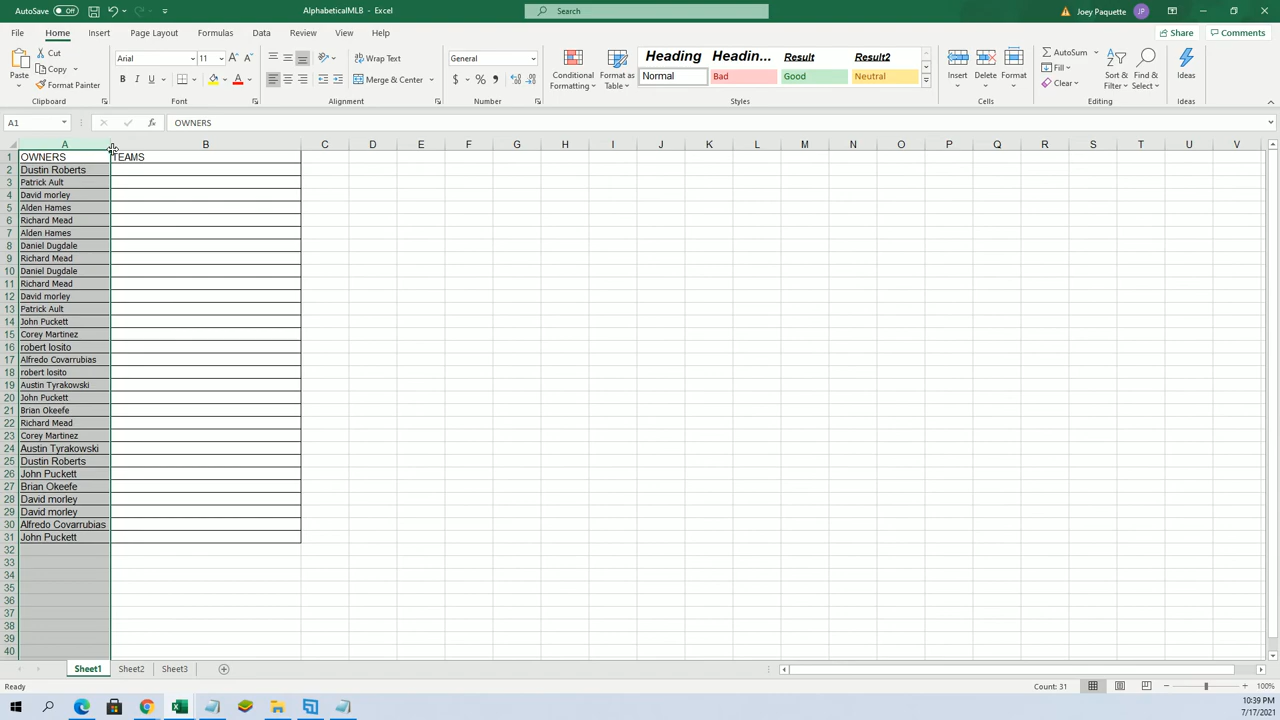 AutoSave Off AlphabeticalMLB - Excel Search Joey Paquette JP
File Home Insert Page Layout Formulas Data Review View Help Share Comments
Paste Cut Copy Format Painter Clipboard
Arial 11 A A B I U A Font
Wrap Text Merge & Center Alignment
General $ % , Number
Conditional Formatting Format as Table
Heading Headin... Result Result2
Normal Bad Good Neutral
Styles
Insert Delete Format Cells
AutoSum Fill Clear Sort & Filter Find & Select Editing
Ideas Ideas
A1 fx OWNERS
A B C D E F G H I J K L M N O P Q R S T U V
1 OWNERS TEAMS
2 Dustin Roberts
3 Patrick Ault
4 David morley
5 Alden Hames
6 Richard Mead
7 Alden Hames
8 Daniel Dugdale
9 Richard Mead
10 Daniel Dugdale
11 Richard Mead
12 David morley
13 Patrick Ault
14 John Puckett
15 Corey Martinez
16 robert losito
17 Alfredo Covarrubias
18 robert losito
19 Austin Tyrakowski
20 John Puckett
21 Brian Okeefe
22 Richard Mead
23 Corey Martinez
24 Austin Tyrakowski
25 Dustin Roberts
26 John Puckett
27 Brian Okeefe
28 David morley
29 David morley
30 Alfredo Covarrubias
31 John Puckett
32
33
34
35
36
37
38
39
40
Sheet1 Sheet2 Sheet3
Ready Count: 31 100%
10:39 PM
7/17/2021